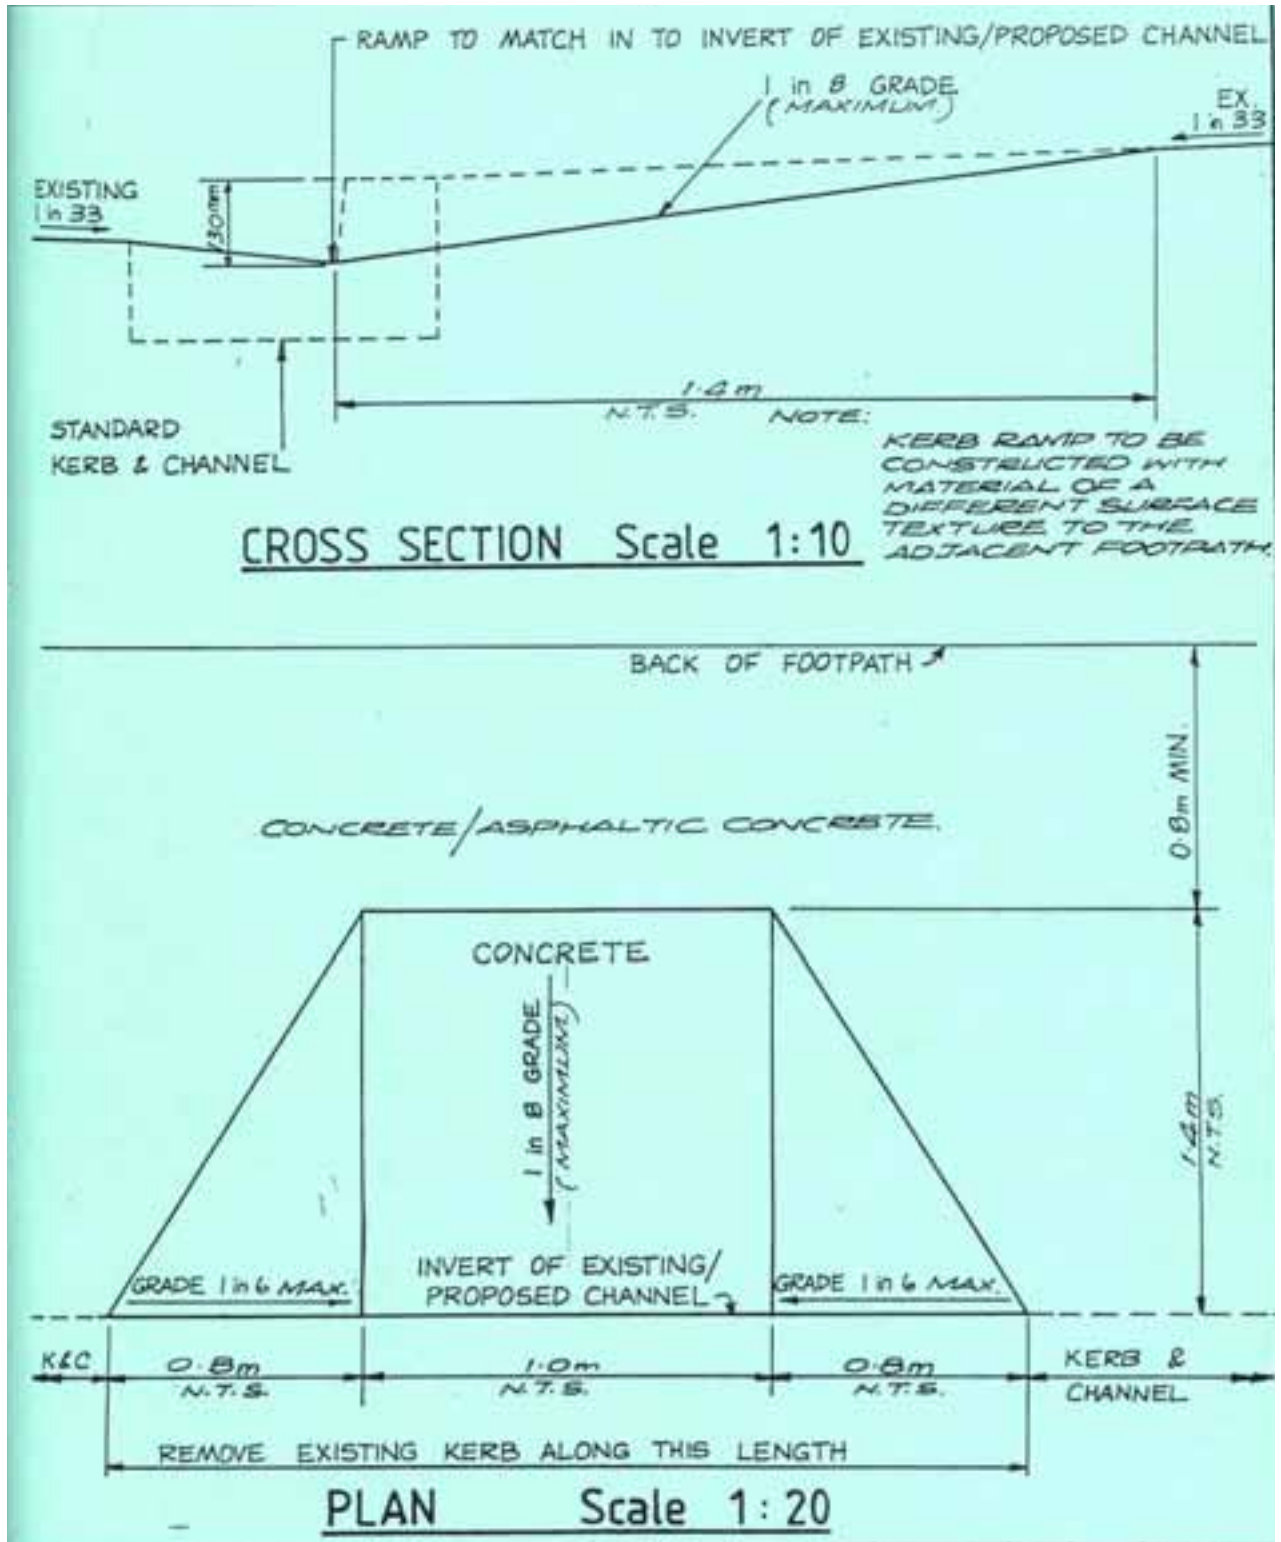 RAMP TO MATCH IN TO INVERT OF EXISTING/PROPOSED CHANNEL
1 in 8 GRADE
(MAXIMUM)
EX.
1 in 33
EXISTING
1 in 33
130mm
1.4m
N.T.S.
STANDARD
KERB & CHANNEL
NOTE:
KERB RAMP TO BE
CONSTRUCTED WITH
MATERIAL OF A
DIFFERENT SURFACE
TEXTURE TO THE
ADJACENT FOOTPATH.
CROSS SECTION Scale 1:10
BACK OF FOOTPATH
0.8m MIN.
CONCRETE/ASPHALTIC CONCRETE.
CONCRETE
1 in 8 GRADE
(MAXIMUM)
1.4m
N.T.S.
GRADE 1 in 6 MAX.
INVERT OF EXISTING/
PROPOSED CHANNEL
GRADE 1 in 6 MAX.
K&C
0.8m
N.T.S.
1.0m
N.T.S.
0.8m
N.T.S.
KERB &
CHANNEL
REMOVE EXISTING KERB ALONG THIS LENGTH
PLAN Scale 1:20